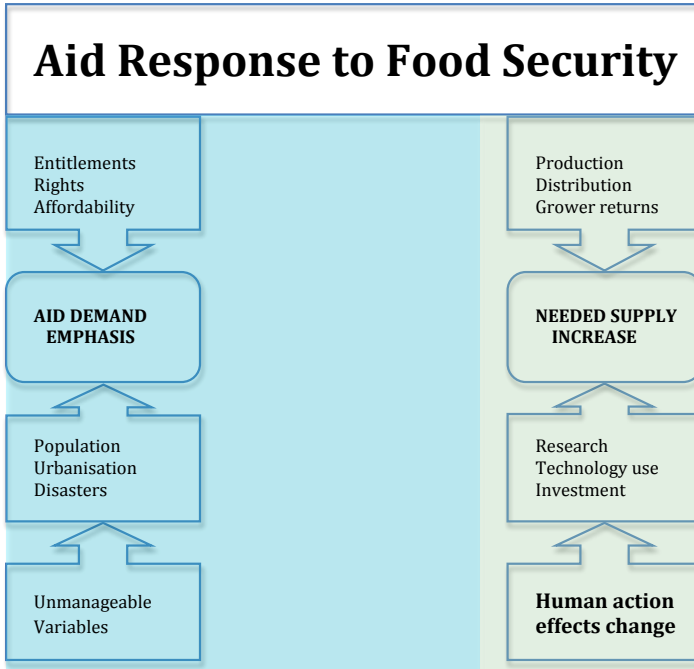 Aid Response to Food Security
Entitlements
Rights
Affordability
AID DEMAND
EMPHASIS
Population
Urbanisation
Disasters
Unmanageable
Variables
Production
Distribution
Grower returns
NEEDED SUPPLY
INCREASE
Research
Technology use
Investment
Human action
effects change